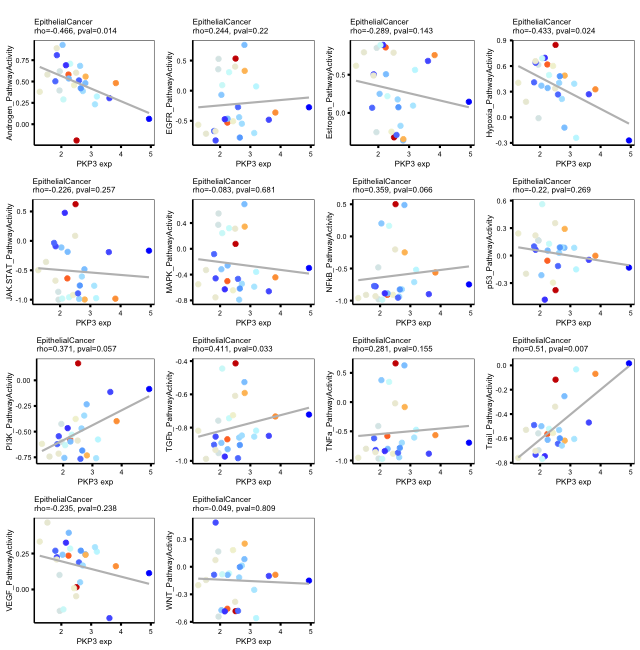 EpithelialCancer
rho=-0.466, pval=0.014
Androgen_PathwayActivity
0.75
0.50
0.25
0.00
2 3 4 5
PKP3 exp
EpithelialCancer
rho=0.244, pval=0.22
EGFR_PathwayActivity
0.5
0.0
-0.5
2 3 4 5
PKP3 exp
EpithelialCancer
rho=-0.289, pval=0.143
Estrogen_PathwayActivity
0.5
0.0
2 3 4 5
PKP3 exp
EpithelialCancer
rho=-0.433, pval=0.024
Hypoxia_PathwayActivity
0.9
0.6
0.3
0.0
-0.3
2 3 4 5
PKP3 exp
EpithelialCancer
rho=-0.226, pval=0.257
JAK.STAT_PathwayActivity
0.5
0.0
-0.5
-1.0
2 3 4 5
PKP3 exp
EpithelialCancer
rho=-0.083, pval=0.681
MAPK_PathwayActivity
0.4
0.0
-0.4
-0.8
2 3 4 5
PKP3 exp
EpithelialCancer
rho=0.359, pval=0.066
NFkB_PathwayActivity
0.5
0.0
-0.5
-1.0
2 3 4 5
PKP3 exp
EpithelialCancer
rho=-0.22, pval=0.269
p53_PathwayActivity
0.6
0.3
0.0
-0.3
2 3 4 5
PKP3 exp
EpithelialCancer
rho=0.371, pval=0.057
PI3K_PathwayActivity
0.00
-0.25
-0.50
-0.75
2 3 4 5
PKP3 exp
EpithelialCancer
rho=0.411, pval=0.033
TGFb_PathwayActivity
-0.4
-0.6
-0.8
-1.0
2 3 4 5
PKP3 exp
EpithelialCancer
rho=0.281, pval=0.155
TNFa_PathwayActivity
0.5
0.0
-0.5
-1.0
2 3 4 5
PKP3 exp
EpithelialCancer
rho=0.51, pval=0.007
Trail_PathwayActivity
0.0
-0.2
-0.4
-0.6
-0.8
2 3 4 5
PKP3 exp
EpithelialCancer
rho=-0.235, pval=0.238
VEGF_PathwayActivity
0.25
0.00
2 3 4 5
PKP3 exp
EpithelialCancer
rho=-0.049, pval=0.809
WNT_PathwayActivity
0.3
0.0
-0.3
-0.6
2 3 4 5
PKP3 exp